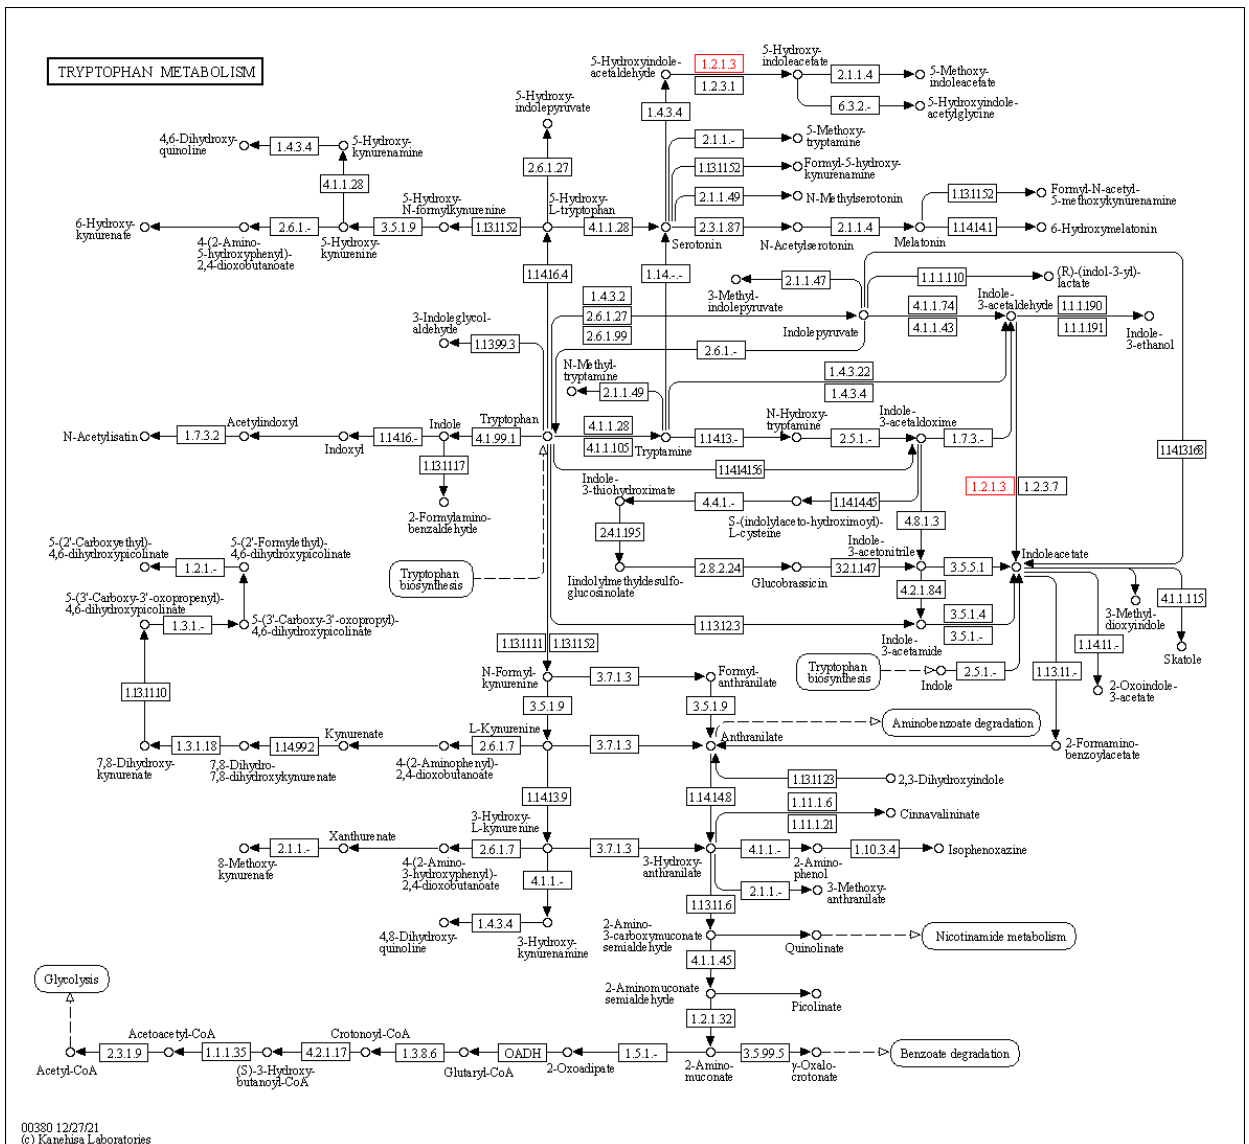 TRYPTOPHAN METABOLISM
5-Hydroxyindole-
acetaldehyde
1.2.1.3
1.2.3.1
5-Hydroxy-
indoleacetate
2.1.1.4
5-Methoxy-
indoleacetate
6.3.2.-
5-Hydroxyindole-
acetylglycine
1.4.3.4
5-Hydroxy-
indolepyruvate
2.1.1.-
5-Methoxy-
tryptamine
4,6-Dihydroxy-
quinoline
1.4.3.4
5-Hydroxy-
kynurenamine
2.6.1.27
1.13.11.52
Formyl-5-hydroxy-
kynurenamine
4.1.1.28
5-Hydroxy-
N-formylkynurenine
5-Hydroxy-
L-tryptophan
2.1.1.49
N-Methylserotonin
1.13.11.52
Formyl-N-acetyl-
5-methoxykynurenamine
6-Hydroxy-
kynurenate
2.6.1.-
3.5.1.9
1.13.11.52
4.1.1.28
2.3.1.87
2.1.1.4
1.14.14.1
6-Hydroxymelatonin
4-(2-Amino-
5-hydroxyphenyl)-
2,4-dioxobutanoate
5-Hydroxy-
kynurenine
Serotonin
N-Acetylserotonin
Melatonin
1.14.16.4
1.14.-.-
2.1.1.47
3-Methyl-
indolepyruvate
1.1.1.110
(R)-(indol-3-yl)-
lactate
1.4.3.2
2.6.1.27
2.6.1.99
Indolepyruvate
4.1.1.74
4.1.1.43
Indole-
3-acetaldehyde
1.1.1.190
1.1.1.191
Indole-
3-ethanol
3-Indoleglycol-
aldehyde
1.13.99.3
2.6.1.-
N-Methyl-
tryptamine
2.1.1.49
1.4.3.22
1.4.3.4
N-Acetylisatin
1.7.3.2
Acetylindoxyl
Indoxyl
1.14.16.-
Indole
4.1.99.1
Tryptophan
4.1.1.28
4.1.1.105
Tryptamine
1.14.13.-
N-Hydroxy-
tryptamine
2.5.1.-
Indole-
3-acetaldoxime
1.7.3.-
1.13.11.17
2-Formylamino-
benzaldehyde
1.14.14.156
1.14.13.168
Indole-
3-thiohydroximate
4.4.1.-
1.14.14.45
S-(indolylaceto-hydroximoyl)-
L-cysteine
1.2.1.3
1.2.3.7
2.4.1.195
4.8.1.3
5-(2'-Carboxyethyl)-
4,6-dihydroxypicolinate
5-(2'-Formylethyl)-
4,6-dihydroxypicolinate
1.2.1.-
Tryptophan
biosynthesis
Indolylmethyldesulfo-
glucosinolate
2.8.2.24
Glucobrassicin
3.2.1.147
Indole-
3-acetonitrile
3.5.5.1
Indoleacetate
4.2.1.84
5-(3'-Carboxy-3'-oxopropenyl)-
4,6-dihydroxypicolinate
1.3.1.-
5-(3'-Carboxy-3'-oxopropyl)-
4,6-dihydroxypicolinate
1.13.12.3
3.5.1.4
3.5.1.-
Indole-
3-acetamide
3-Methyl-
dioxyindole
4.1.1.115
Skatole
1.13.11.11
1.13.11.52
1.14.11.-
2-Oxoindole-
3-acetate
1.13.11.-
Tryptophan
biosynthesis
Indole
2.5.1.-
1.13.1.10
N-Formyl-
kynurenine
3.7.1.3
Formyl-
anthranilate
3.5.1.9
3.5.1.9
Aminobenzoate degradation
7,8-Dihydroxy-
kynurenate
1.3.1.18
7,8-Dihydro-
7,8-dihydroxykynurenate
1.14.99.2
Kynurenate
4-(2-Aminophenyl)-
2,4-dioxobutanoate
2.6.1.7
L-Kynurenine
3.7.1.3
Anthranilate
2-Formamino-
benzoylacetate
1.14.13.9
1.14.14.8
1.13.11.23
2,3-Dihydroxyindole
1.11.1.6
1.11.1.21
Cinnavalininate
8-Methoxy-
kynurenate
2.1.1.-
Xanthurenate
4-(2-Amino-
3-hydroxyphenyl)-
2,4-dioxobutanoate
2.6.1.7
3-Hydroxy-
L-kynurenine
3.7.1.3
3-Hydroxy-
anthranilate
4.1.1.-
2-Amino-
phenol
1.10.3.4
Isophenoxazine
4.1.1.-
2.1.1.-
3-Methoxy-
anthranilate
1.13.11.6
4,8-Dihydroxy-
quinoline
1.4.3.4
3-Hydroxy-
kynurenamine
2-Amino-
3-carboxymuconate
semialdehyde
Quinolinate
Nicotinamide metabolism
4.1.1.45
Glycolysis
2-Aminomuconate
semialdehyde
Picolinate
1.2.1.32
Acetyl-CoA
2.3.1.9
Acetoacetyl-CoA
1.1.1.35
(S)-3-Hydroxy-
butanoyl-CoA
4.2.1.17
Crotonoyl-CoA
1.3.8.6
Glutaryl-CoA
OADH
2-Oxoadipate
1.5.1.-
2-Amino-
muconate
3.5.99.5
γ-Oxalo-
crotonate
Benzoate degradation
00380 12/27/21
(c) Kanehisa Laboratories